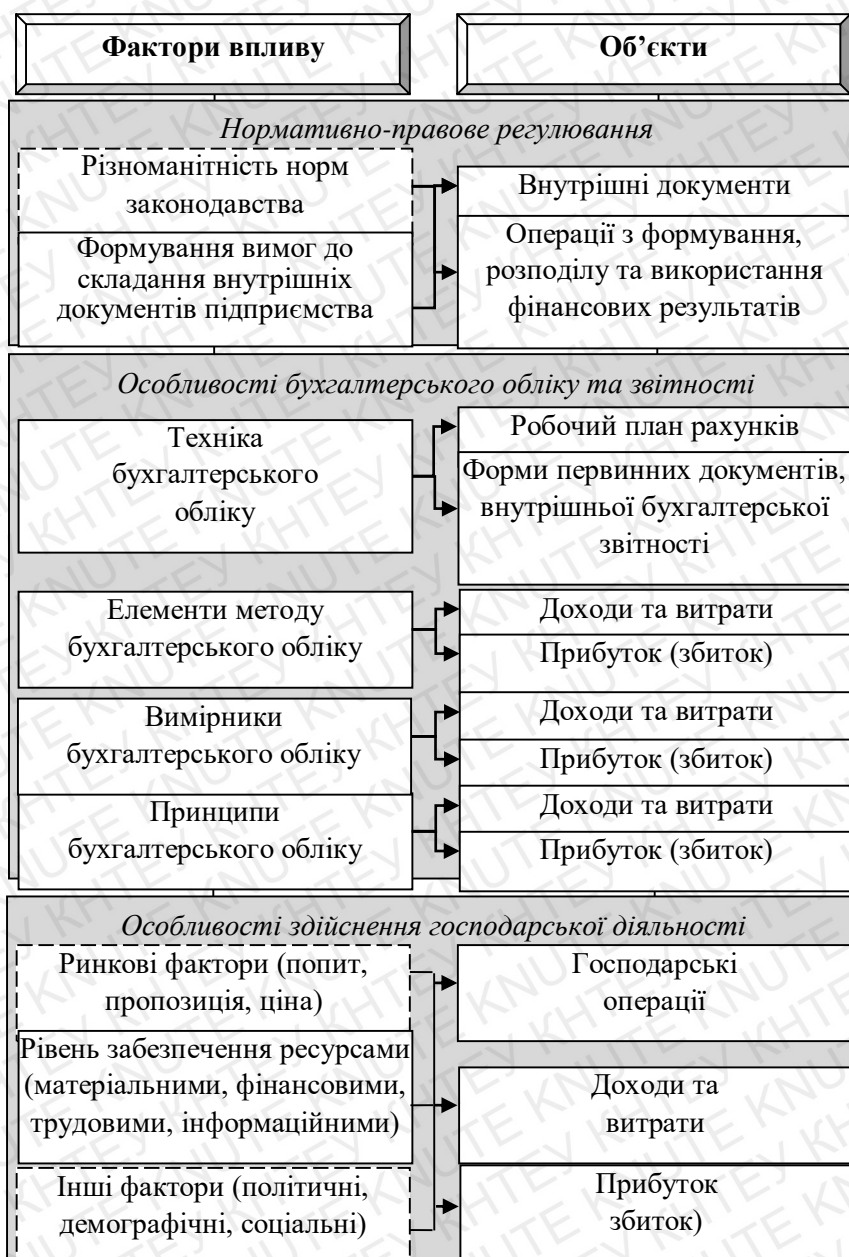 Фактори впливу
Об’єкти
Нормативно-правове регулювання
Різноманітність норм
законодавства
Внутрішні документи
Формування вимог до
складання внутрішніх
документів підприємства
Операції з формування,
розподілу та використання
фінансових результатів
Особливості бухгалтерського обліку та звітності
Техніка
бухгалтерського
обліку
Робочий план рахунків
Форми первинних документів,
внутрішньої бухгалтерської
звітності
Елементи методу
бухгалтерського обліку
Доходи та витрати
Прибуток (збиток)
Вимірники
бухгалтерського обліку
Доходи та витрати
Прибуток (збиток)
Принципи
бухгалтерського обліку
Доходи та витрати
Прибуток (збиток)
Особливості здійснення господарської діяльності
Ринкові фактори (попит,
пропозиція, ціна)
Господарські
операції
Рівень забезпечення ресурсами
(матеріальними, фінансовими,
трудовими, інформаційними)
Доходи та
витрати
Інші фактори (політичні,
демографічні, соціальні)
Прибуток
збиток)